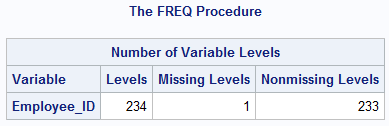 The FREQ Procedure
Number of Variable Levels
Variable Levels Missing Levels Nonmissing Levels
Employee_ID 234 1 233